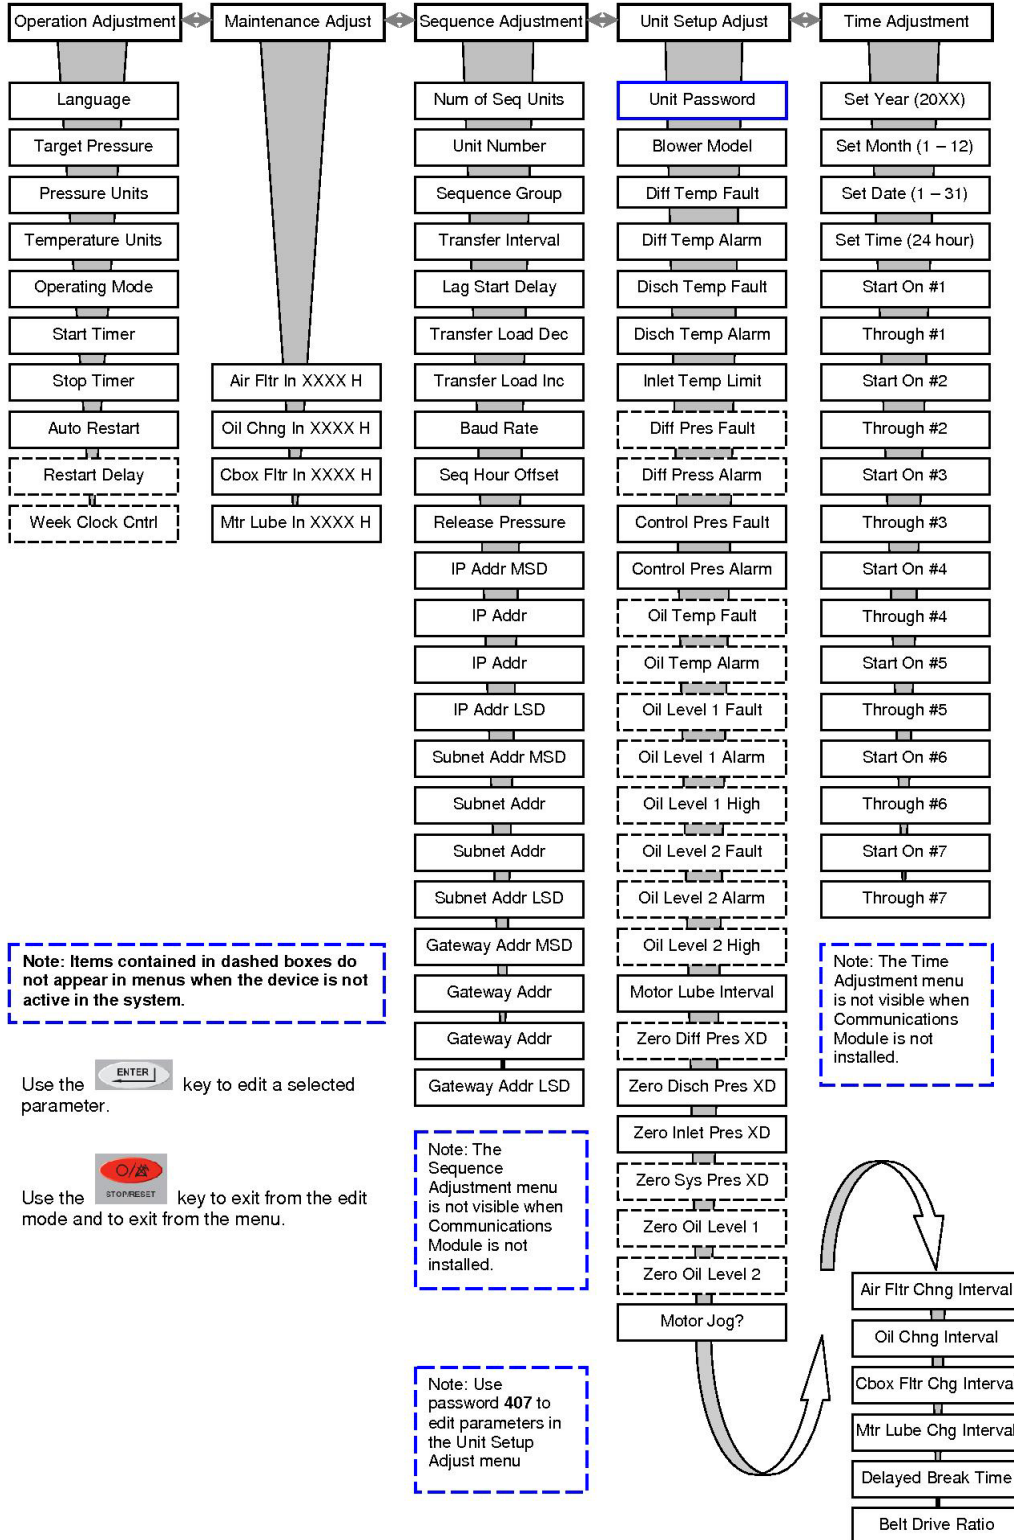 Operation Adjustment
Maintenance Adjust
Sequence Adjustment
Unit Setup Adjust
Time Adjustment
Language
Target Pressure
Pressure Units
Temperature Units
Operating Mode
Start Timer
Stop Timer
Auto Restart
Restart Delay
Week Clock Cntrl
Air Fltr In XXXX H
Oil Chng In XXXX H
Cbox Fltr In XXXX H
Mtr Lube In XXXX H
Num of Seq Units
Unit Number
Sequence Group
Transfer Interval
Lag Start Delay
Transfer Load Dec
Transfer Load Inc
Baud Rate
Seq Hour Offset
Release Pressure
IP Addr MSD
IP Addr
IP Addr
IP Addr LSD
Subnet Addr MSD
Subnet Addr
Subnet Addr
Subnet Addr LSD
Gateway Addr MSD
Gateway Addr
Gateway Addr
Gateway Addr LSD
Unit Password
Blower Model
Diff Temp Fault
Diff Temp Alarm
Disch Temp Fault
Disch Temp Alarm
Inlet Temp Limit
Diff Pres Fault
Diff Press Alarm
Control Pres Fault
Control Pres Alarm
Oil Temp Fault
Oil Temp Alarm
Oil Level 1 Fault
Oil Level 1 Alarm
Oil Level 1 High
Oil Level 2 Fault
Oil Level 2 Alarm
Oil Level 2 High
Motor Lube Interval
Zero Diff Pres XD
Zero Disch Pres XD
Zero Inlet Pres XD
Zero Sys Pres XD
Zero Oil Level 1
Zero Oil Level 2
Motor Jog?
Set Year (20XX)
Set Month (1 – 12)
Set Date (1 – 31)
Set Time (24 hour)
Start On #1
Through #1
Start On #2
Through #2
Start On #3
Through #3
Start On #4
Through #4
Start On #5
Through #5
Start On #6
Through #6
Start On #7
Through #7
Note: Items contained in dashed boxes do
not appear in menus when the device is not
active in the system.
Use the ENTER key to edit a selected
parameter.
Use the STOP/RESET key to exit from the edit
mode and to exit from the menu.
Note: The
Sequence
Adjustment menu
is not visible when
Communications
Module is not
installed.
Note: Use
password 407 to
edit parameters in
the Unit Setup
Adjust menu
Note: The Time
Adjustment menu
is not visible when
Communications
Module is not
installed.
Air Fltr Chng Interval
Oil Chng Interval
Cbox Fltr Chg Interva
Mtr Lube Chg Interval
Delayed Break Time
Belt Drive Ratio